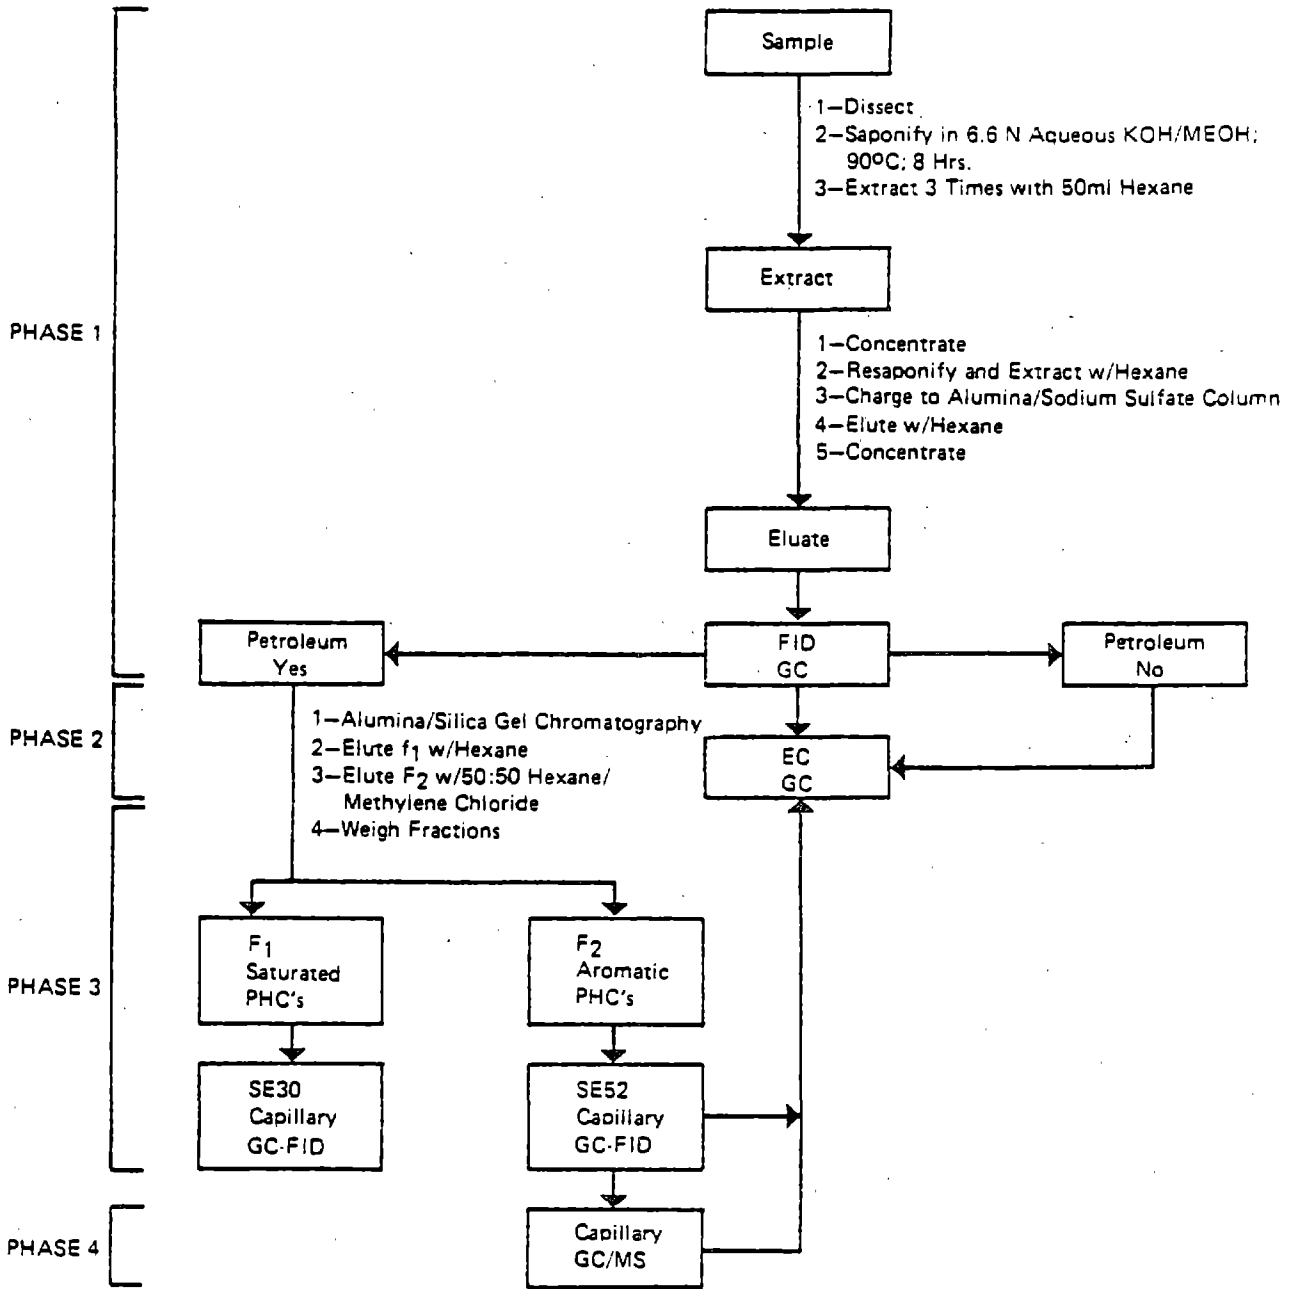 Sample
1—Dissect
2—Saponify in 6.6 N Aqueous KOH/MEOH;
90°C; 8 Hrs.
3—Extract 3 Times with 50ml Hexane
Extract
PHASE 1
1—Concentrate
2—Resaponify and Extract w/Hexane
3—Charge to Alumina/Sodium Sulfate Column
4—Elute w/Hexane
5—Concentrate
Eluate
Petroleum
Yes
FID
GC
Petroleum
No
PHASE 2
1—Alumina/Silica Gel Chromatography
2—Elute f1 w/Hexane
3—Elute F2 w/50:50 Hexane/
Methylene Chloride
4—Weigh Fractions
EC
GC
PHASE 3
F1
Saturated
PHC's
F2
Aromatic
PHC's
SE30
Capillary
GC-FID
SE52
Capillary
GC-FID
PHASE 4
Capillary
GC/MS